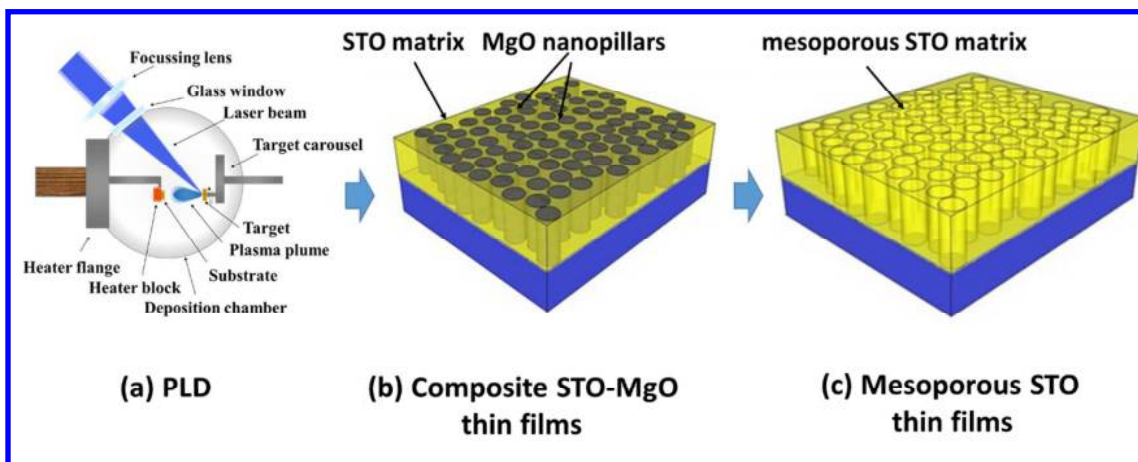 Focussing lens
Glass window
Laser beam
Target carousel
Target
Plasma plume
Substrate
Heater flange
Heater block
Deposition chamber
(a) PLD
STO matrix
MgO nanopillars
(b) Composite STO-MgO
thin films
mesoporous STO matrix
(c) Mesoporous STO
thin films